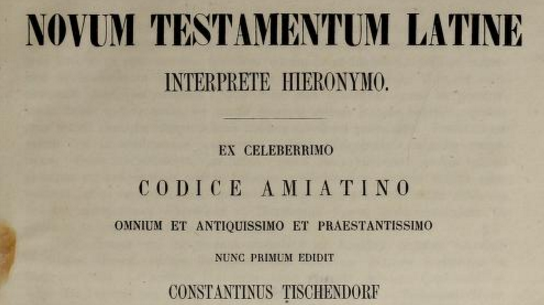 NOVUM TESTAMENTUM LATINE
INTERPRETE HIERONYMO.
EX CELEBERRIMO
CODICE AMIATINO
OMNIUM ET ANTIQUISSIMO ET PRAESTANTISSIMO
NUNC PRIMUM EDIDIT
CONSTANTINUS TISCHENDORF